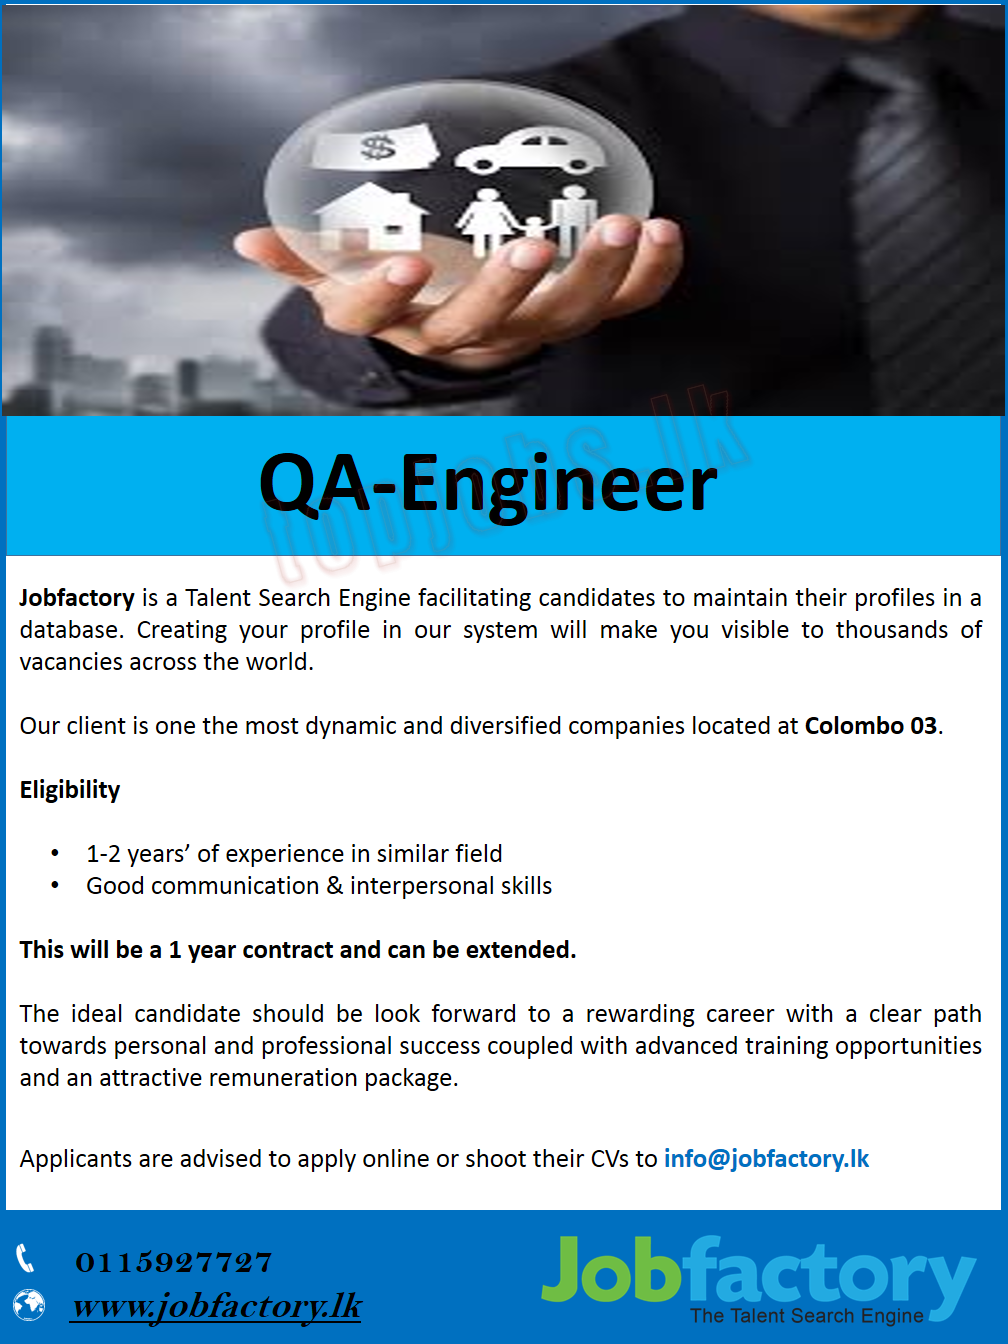 $
QA-Engineer
Topjobs.lk
Jobfactory is a Talent Search Engine facilitating candidates to maintain their profiles in a
database. Creating your profile in our system will make you visible to thousands of
vacancies across the world.
Our client is one the most dynamic and diversified companies located at Colombo 03.
Eligibility
• 1-2 years’ of experience in similar field
• Good communication & interpersonal skills
This will be a 1 year contract and can be extended.
The ideal candidate should be look forward to a rewarding career with a clear path
towards personal and professional success coupled with advanced training opportunities
and an attractive remuneration package.
Applicants are advised to apply online or shoot their CVs to info@jobfactory.lk
0115927727
www.jobfactory.lk
Jobfactory
The Talent Search Engine